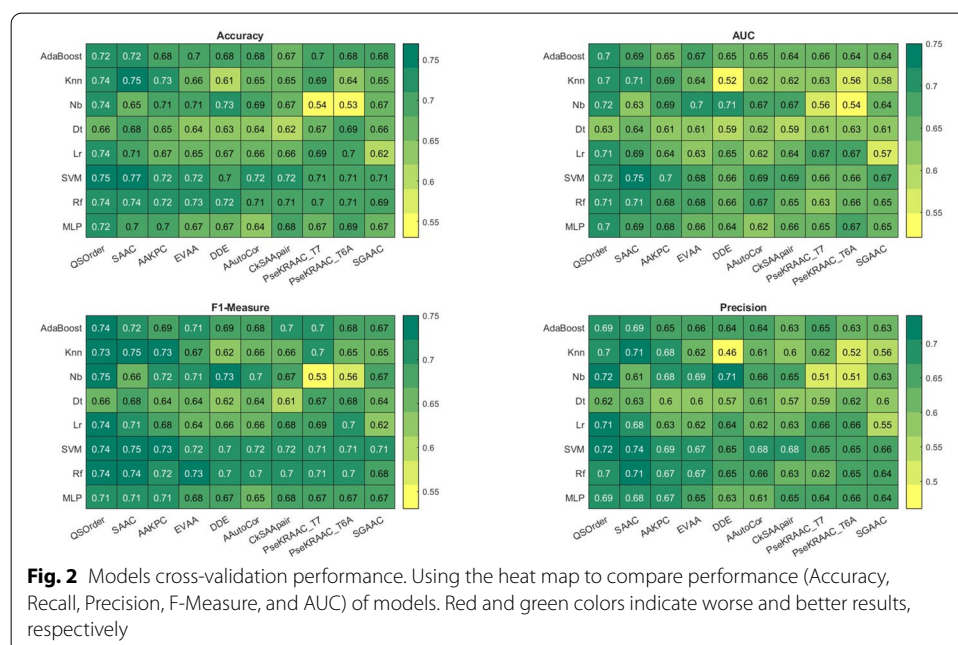 Accuracy
AdaBoost 0.72 0.72 0.68 0.7 0.68 0.68 0.67 0.7 0.68 0.68
Knn 0.74 0.75 0.73 0.66 0.61 0.65 0.65 0.69 0.64 0.65
Nb 0.74 0.65 0.71 0.71 0.73 0.69 0.67 0.54 0.53 0.67
Dt 0.66 0.68 0.65 0.64 0.63 0.64 0.62 0.67 0.69 0.66
Lr 0.74 0.71 0.67 0.65 0.67 0.66 0.66 0.69 0.7 0.62
SVM 0.75 0.77 0.72 0.72 0.7 0.72 0.72 0.71 0.71 0.71
Rf 0.74 0.74 0.72 0.73 0.72 0.71 0.71 0.7 0.71 0.69
MLP 0.72 0.7 0.7 0.67 0.67 0.64 0.68 0.67 0.69 0.67
QSOrder SAAC AAKPC EVAA DDE AAutoCor CkSAApair PseKRAAC_T7 PseKRAAC_T6A SGAAC
0.75
0.7
0.65
0.6
0.55
AUC
AdaBoost 0.7 0.69 0.65 0.67 0.65 0.65 0.64 0.66 0.64 0.64
Knn 0.7 0.71 0.69 0.64 0.52 0.62 0.62 0.63 0.56 0.58
Nb 0.72 0.63 0.69 0.7 0.71 0.67 0.67 0.56 0.54 0.64
Dt 0.63 0.64 0.61 0.61 0.59 0.62 0.59 0.61 0.63 0.61
Lr 0.71 0.69 0.64 0.63 0.65 0.62 0.64 0.67 0.67 0.57
SVM 0.72 0.75 0.7 0.68 0.66 0.69 0.69 0.66 0.66 0.67
Rf 0.71 0.71 0.68 0.68 0.66 0.67 0.65 0.63 0.66 0.65
MLP 0.7 0.69 0.68 0.66 0.64 0.62 0.66 0.66 0.67 0.65
QSOrder SAAC AAKPC EVAA DDE AAutoCor CkSAApair PseKRAAC_T7 PseKRAAC_T6A SGAAC
0.75
0.7
0.65
0.6
0.55
F1-Measure
AdaBoost 0.74 0.72 0.69 0.71 0.69 0.68 0.7 0.7 0.68 0.67
Knn 0.73 0.75 0.73 0.67 0.62 0.66 0.66 0.7 0.65 0.65
Nb 0.75 0.66 0.72 0.71 0.73 0.7 0.67 0.53 0.56 0.67
Dt 0.66 0.68 0.64 0.64 0.62 0.64 0.61 0.67 0.68 0.64
Lr 0.74 0.71 0.68 0.64 0.66 0.66 0.68 0.69 0.7 0.62
SVM 0.74 0.75 0.73 0.72 0.7 0.72 0.72 0.71 0.71 0.71
Rf 0.74 0.74 0.72 0.73 0.7 0.7 0.7 0.71 0.7 0.68
MLP 0.71 0.71 0.71 0.68 0.67 0.65 0.68 0.67 0.67 0.67
QSOrder SAAC AAKPC EVAA DDE AAutoCor CkSAApair PseKRAAC_T7 PseKRAAC_T6A SGAAC
0.75
0.7
0.65
0.6
0.55
Precision
AdaBoost 0.69 0.69 0.65 0.66 0.64 0.64 0.63 0.65 0.63 0.63
Knn 0.7 0.71 0.68 0.62 0.46 0.61 0.6 0.62 0.52 0.56
Nb 0.72 0.61 0.68 0.69 0.71 0.66 0.65 0.51 0.51 0.63
Dt 0.62 0.63 0.6 0.6 0.57 0.61 0.57 0.59 0.62 0.6
Lr 0.71 0.68 0.63 0.62 0.64 0.62 0.64 0.66 0.64 0.55
SVM 0.72 0.74 0.69 0.67 0.65 0.68 0.68 0.65 0.65 0.66
Rf 0.7 0.71 0.67 0.67 0.65 0.66 0.63 0.62 0.65 0.64
MLP 0.69 0.68 0.67 0.65 0.63 0.61 0.65 0.64 0.66 0.64
QSOrder SAAC AAKPC EVAA DDE AAutoCor CkSAApair PseKRAAC_T7 PseKRAAC_T6A SGAAC
0.7
0.65
0.6
0.55
0.5
Fig. 2 Models cross-validation performance. Using the heat map to compare performance (Accuracy,
Recall, Precision, F-Measure, and AUC) of models. Red and green colors indicate worse and better results,
respectively